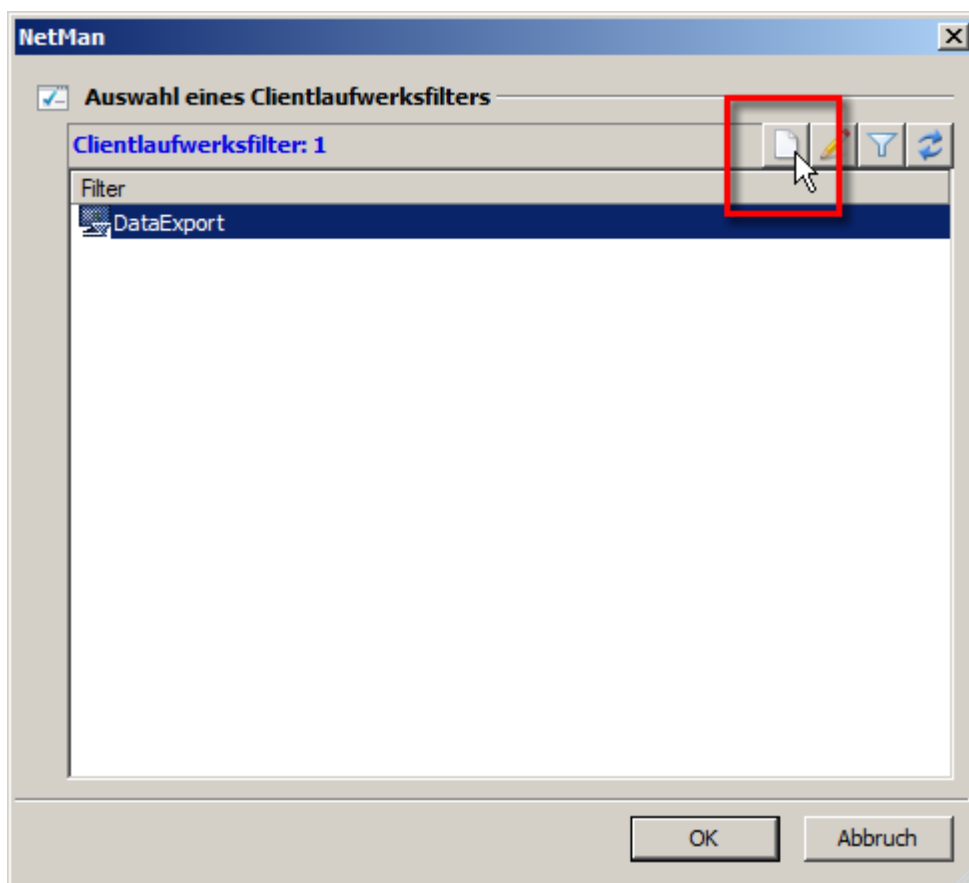 NetMan
Auswahl eines Clientlaufwerksfilters
Clientlaufwerksfilter: 1
Filter
DataExport
OK
Abbruch